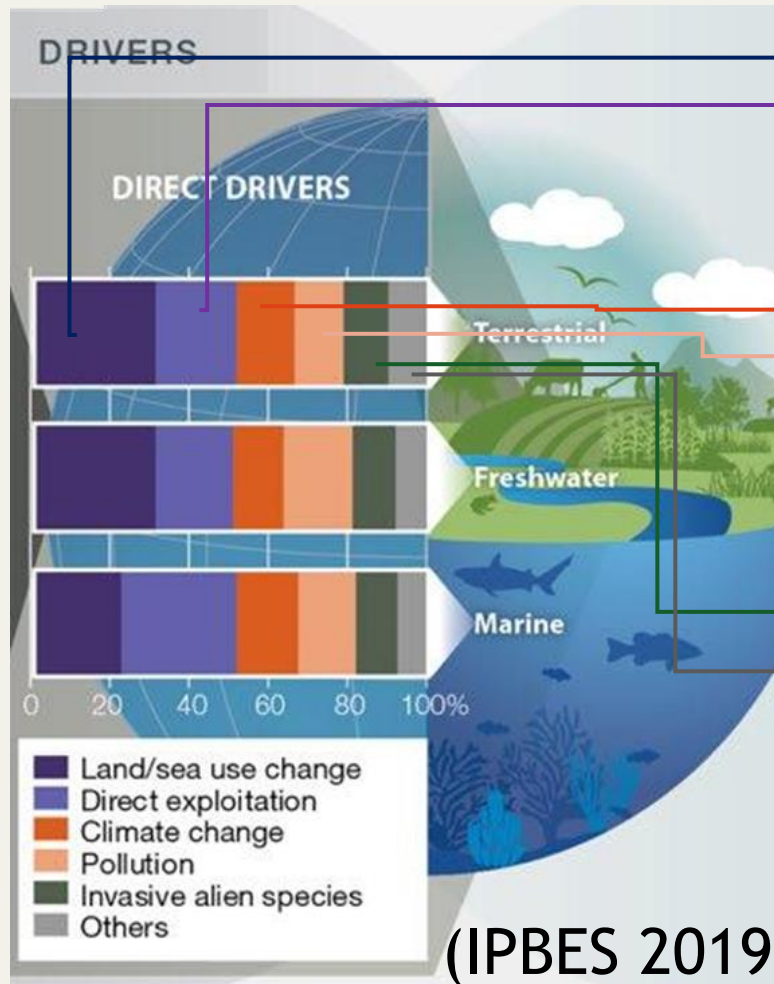 DRIVERS
DIRECT DRIVERS
Terrestrial
Freshwater
Marine
0 20 40 60 80 100%
Land/sea use change
Direct exploitation
Climate change
Pollution
Invasive alien species
Others
(IPBES 2019